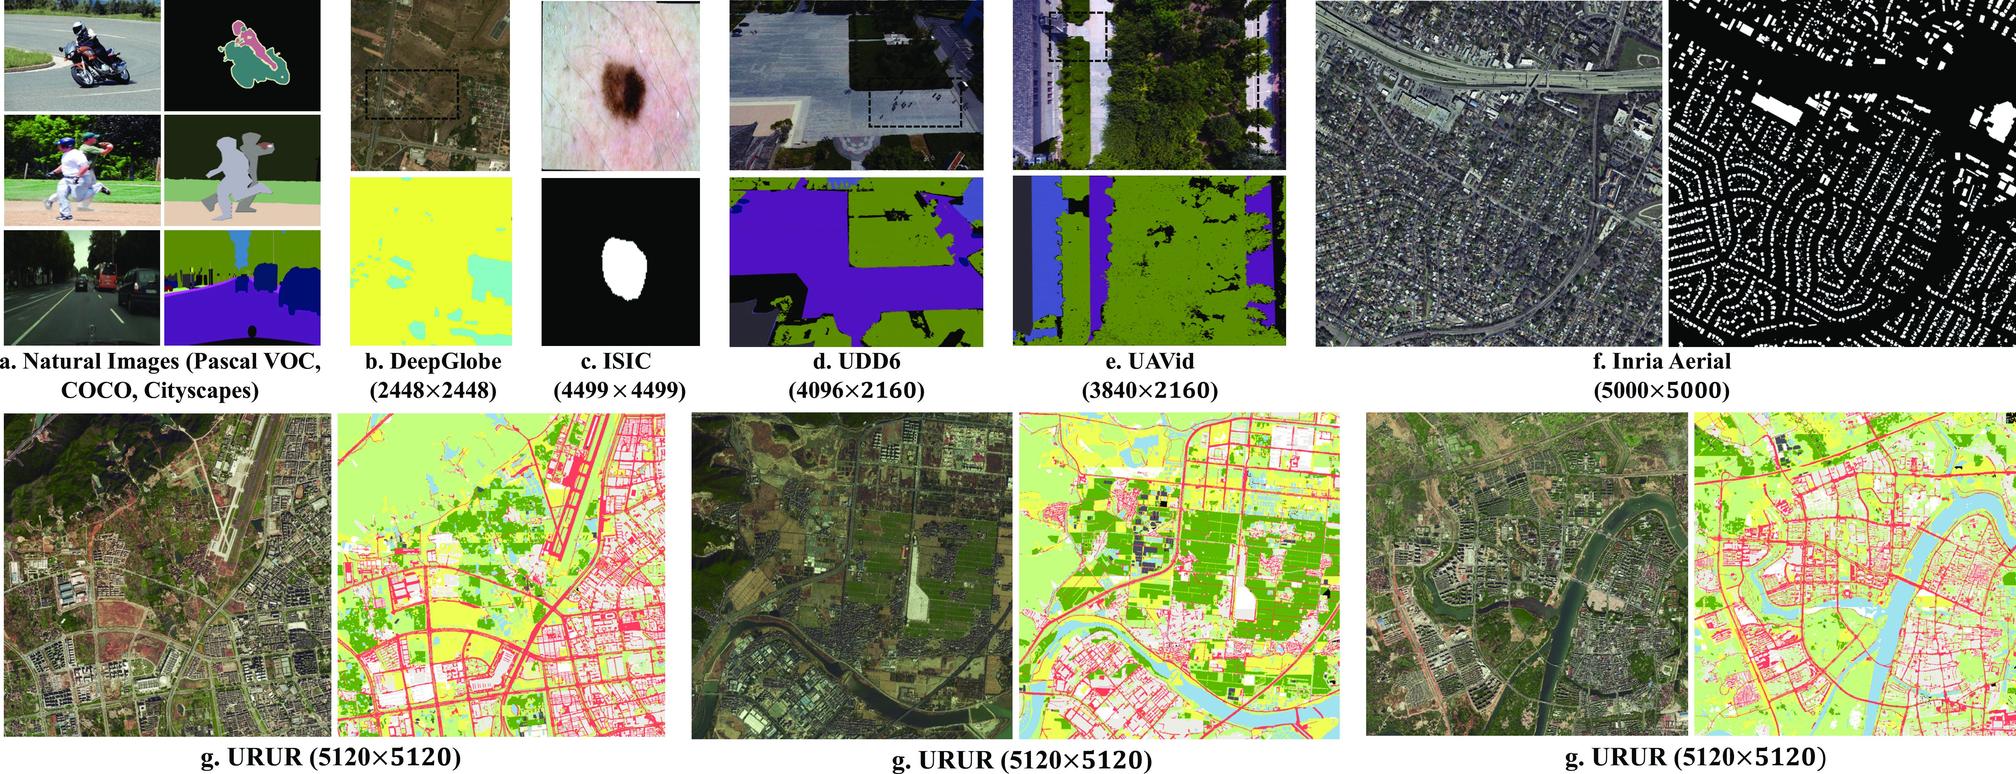 a. Natural Images (Pascal VOC,
COCO, Cityscapes)
b. DeepGlobe
(2448×2448)
c. ISIC
(4499×4499)
d. UDD6
(4096×2160)
e. UAVid
(3840×2160)
f. Inria Aerial
(5000×5000)
g. URUR (5120×5120)
g. URUR (5120×5120)
g. URUR (5120×5120)